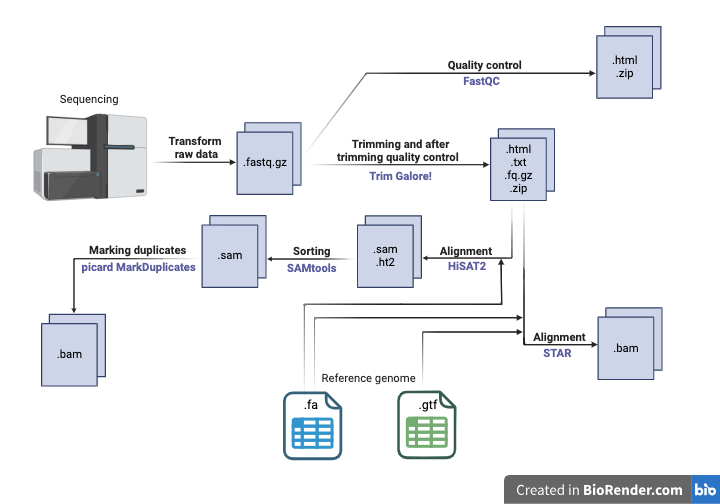 Quality control
FastQC
.html
.zip
Sequencing
Transform
raw data
.fastq.gz
Trimming and after
trimming quality control
Trim Galore!
.html
.txt
.fq.gz
.zip
Marking duplicates
picard MarkDuplicates
.sam
Sorting
SAMtools
.sam
.ht2
Alignment
HiSAT2
.bam
Alignment
STAR
.bam
Reference genome
.fa
.gtf
Created in BioRender.com bio